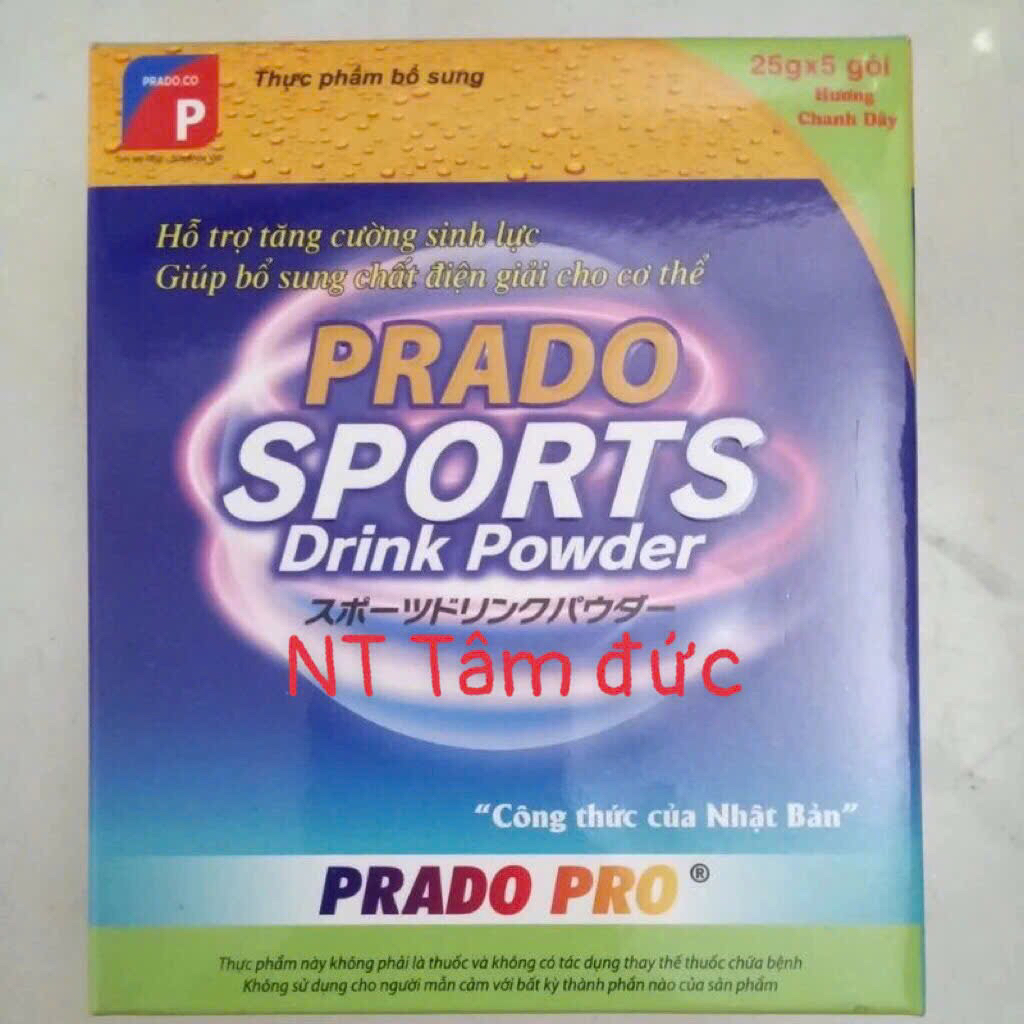 PRADO.CO
P
Thực phẩm bổ sung
25gx5 gói
Hương
Chanh Dây
Hỗ trợ tăng cường sinh lực
Giúp bổ sung chất điện giải cho cơ thể
PRADO
SPORTS
Drink Powder
スポーツドリンクパウダー
NT Tâm đức
“Công thức của Nhật Bản”
PRADO PRO®
Thực phẩm này không phải là thuốc và không có tác dụng thay thế thuốc chữa bệnh
Không sử dụng cho người mẫn cảm với bất kỳ thành phần nào của sản phẩm